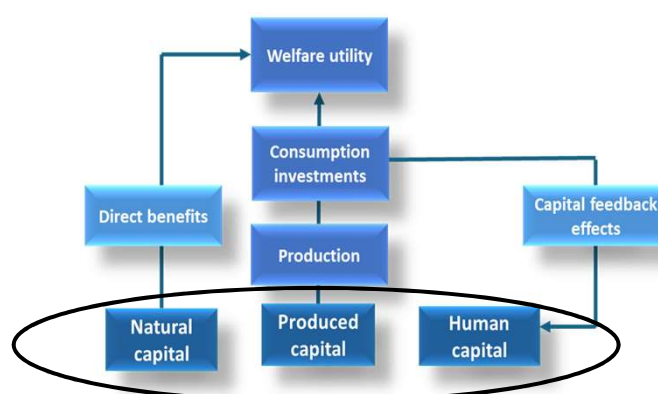 Welfare utility
Consumption
investments
Direct benefits
Capital feedback
effects
Production
Natural
capital
Produced
capital
Human
capital